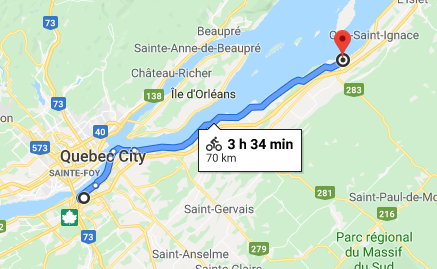 L'Islet
73
Beaupré
Cap-Saint-Ignace
Sainte-Anne-de-Beaupré
Château-Richer
283
138
Île d'Orléans
73
40
573
Quebec City
3 h 34 min
70 km
SAINTE-FOY
Saint-Paul-de-Mo
Saint-Gervais
73
216
Parc régional
du Massif
du Sud
Saint-Anselme
279
Sainte-Claire